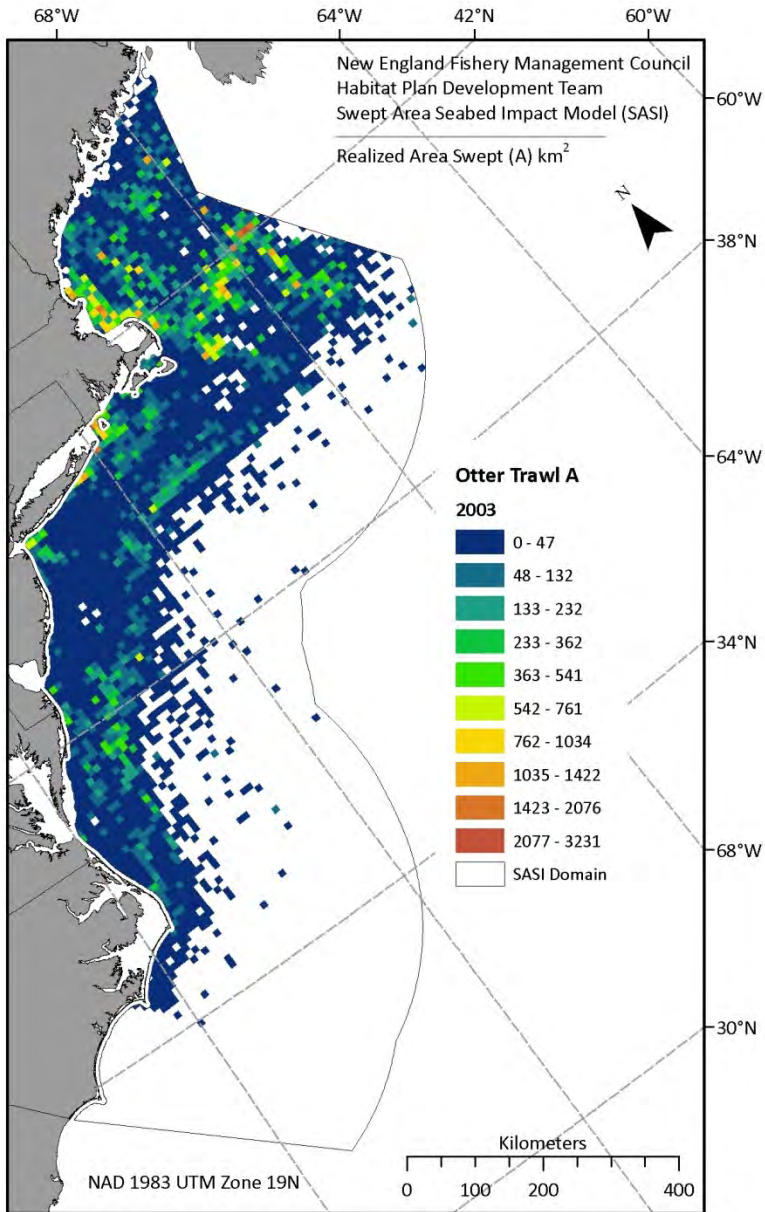 68°W 64°W 42°N 60°W
New England Fishery Management Council
Habitat Plan Development Team
Swept Area Seabed Impact Model (SASI)
Realized Area Swept (A) km²
60°W
N
38°N
64°W
Otter Trawl A
2003
0 - 47
48 - 132
133 - 232
233 - 362
363 - 541
542 - 761
762 - 1034
1035 - 1422
1423 - 2076
2077 - 3231
SASI Domain
34°N
68°W
30°N
Kilometers
0 100 200 300 400
NAD 1983 UTM Zone 19N